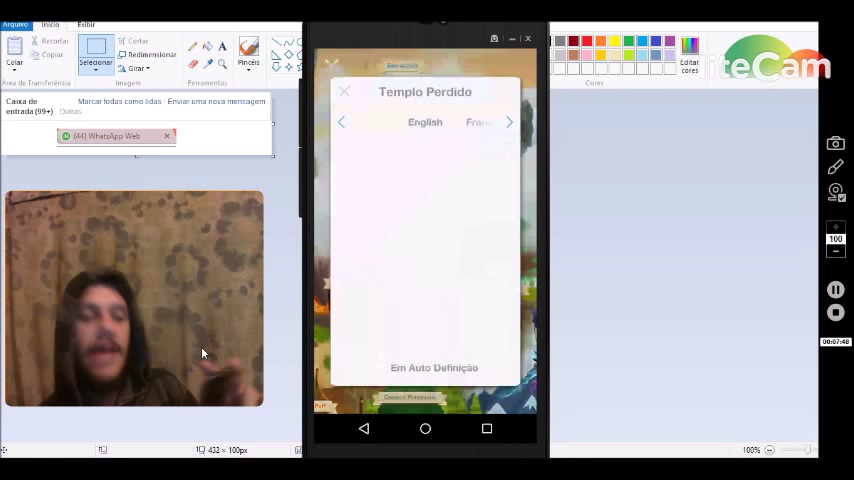 Arquivo Início Exibir
Colar
Recortar
Copiar
Área de Transferência
Selecionar
Cortar
Redimensionar
Girar
Imagem
Ferramentas
Pincéis
Cores
Editar
cores
iteCam
Caixa de
entrada (99+) Outras
Marcar todas como lidas · Enviar uma nova mensagem
(44) WhatsApp Web
Templo Perdido
English
Em Auto Definição
432 × 100px
100%
100
00:07:48